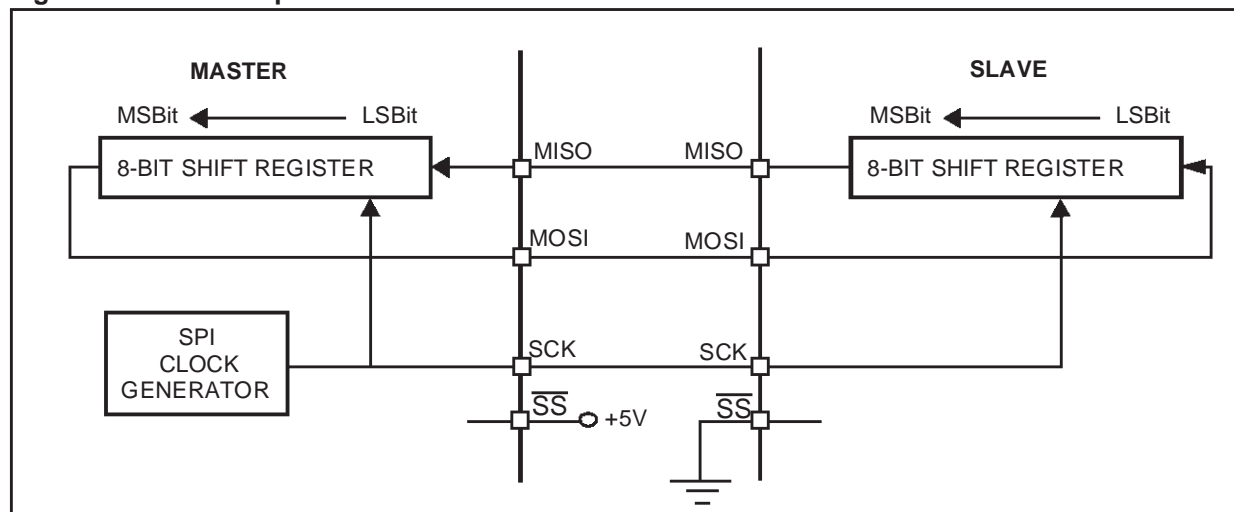 MASTER
SLAVE
MSBit LSBit
MSBit LSBit
8-BIT SHIFT REGISTER
MISO
MISO
8-BIT SHIFT REGISTER
MOSI
MOSI
SPI
CLOCK
GENERATOR
SCK
SCK
SS
+5V
SS